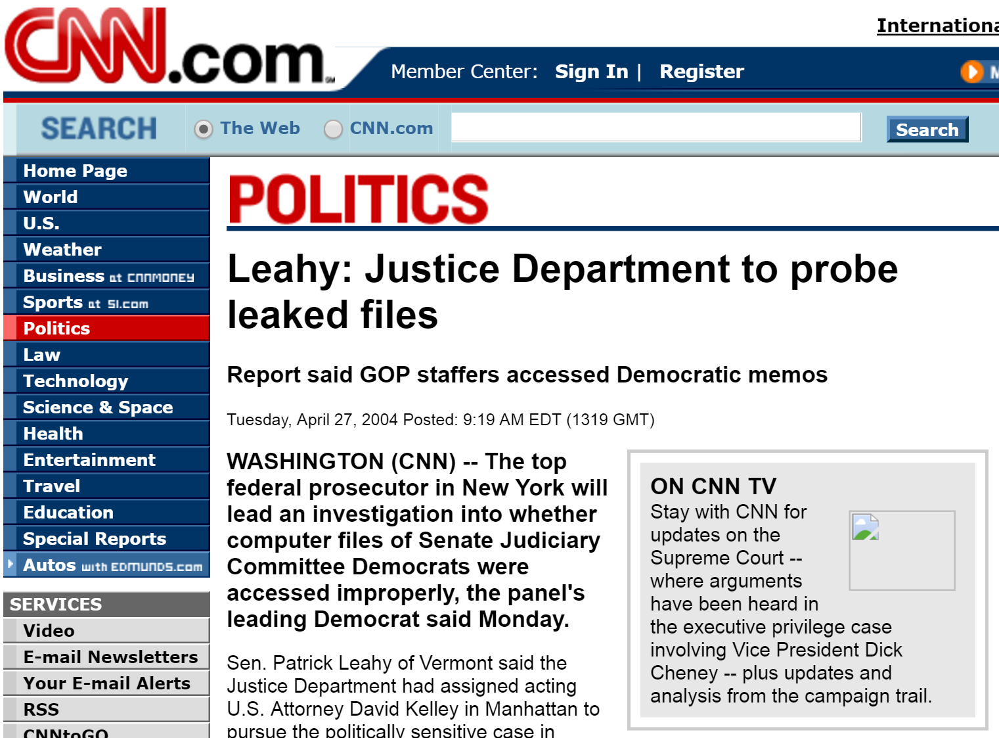 CNN.com
Internationa
Member Center: Sign In | Register
SEARCH The Web CNN.com Search
Home Page
World
U.S.
Weather
Business at CNNMONEY
Sports at SI.com
Politics
Law
Technology
Science & Space
Health
Entertainment
Travel
Education
Special Reports
Autos with EDMUNDS.com
SERVICES
Video
E-mail Newsletters
Your E-mail Alerts
RSS
CNNtoGO
POLITICS
Leahy: Justice Department to probe
leaked files
Report said GOP staffers accessed Democratic memos
Tuesday, April 27, 2004 Posted: 9:19 AM EDT (1319 GMT)
WASHINGTON (CNN) -- The top
federal prosecutor in New York will
lead an investigation into whether
computer files of Senate Judiciary
Committee Democrats were
accessed improperly, the panel's
leading Democrat said Monday.
Sen. Patrick Leahy of Vermont said the
Justice Department had assigned acting
U.S. Attorney David Kelley in Manhattan to
pursue the politically sensitive case in
ON CNN TV
Stay with CNN for
updates on the
Supreme Court --
where arguments
have been heard in
the executive privilege case
involving Vice President Dick
Cheney -- plus updates and
analysis from the campaign trail.